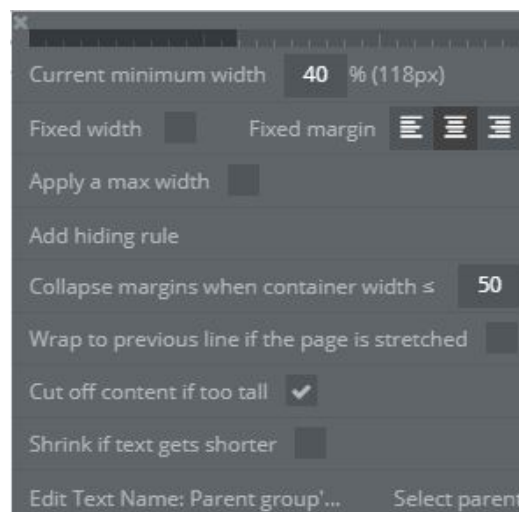 Current minimum width 40 % (118px)
Fixed width Fixed margin
Apply a max width
Add hiding rule
Collapse margins when container width ≤ 50
Wrap to previous line if the page is stretched
Cut off content if too tall
Shrink if text gets shorter
Edit Text Name: Parent group'... Select parent